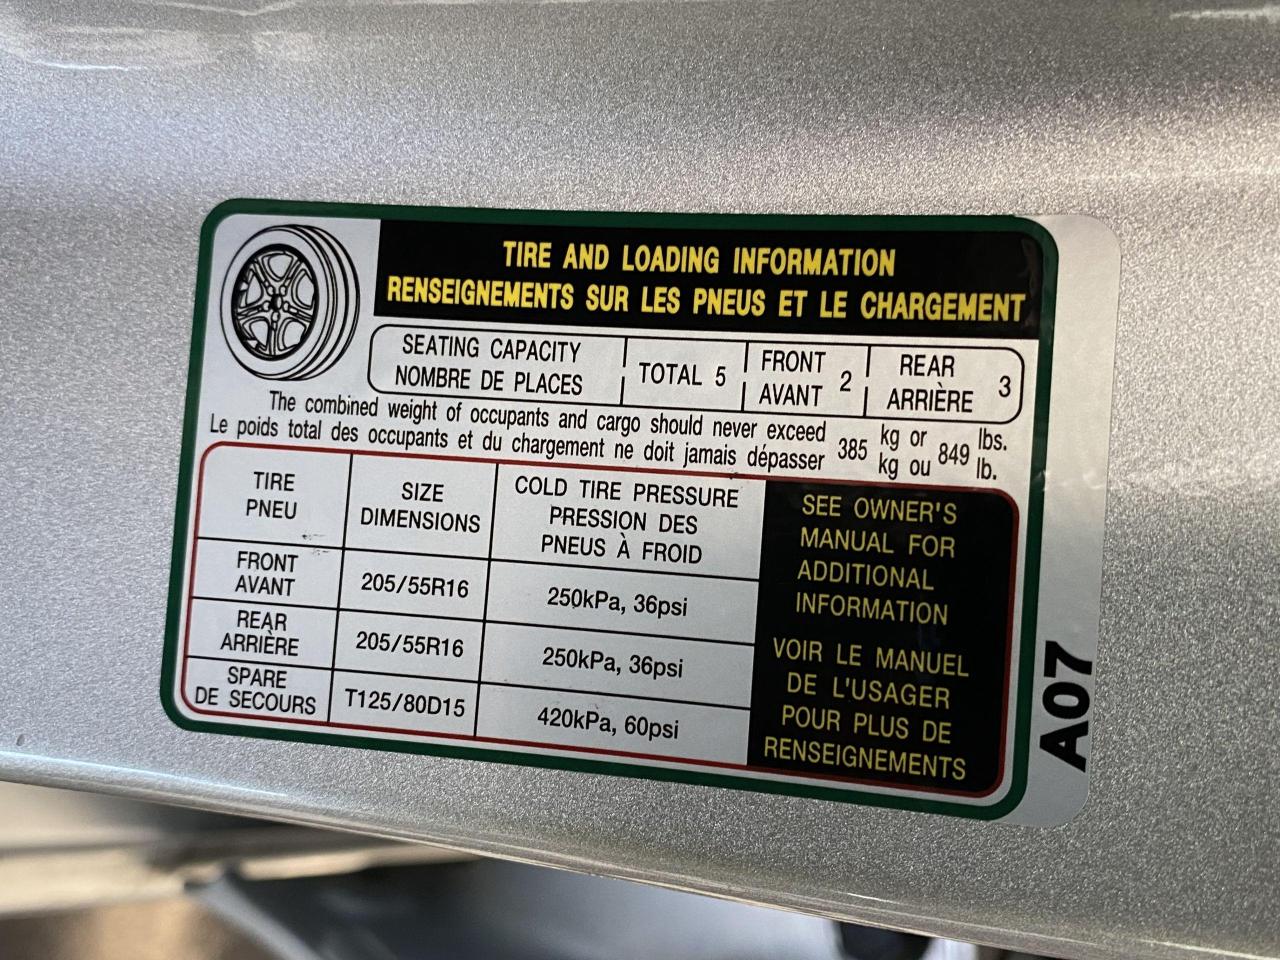 TIRE AND LOADING INFORMATION
RENSEIGNEMENTS SUR LES PNEUS ET LE CHARGEMENT
SEATING CAPACITY
NOMBRE DE PLACES
TOTAL 5
FRONT
AVANT
2
REAR
ARRIÈRE
3
The combined weight of occupants and cargo should never exceed 385 kg or 849 lbs.
Le poids total des occupants et du chargement ne doit jamais dépasser kg ou lb.
TIRE
PNEU
SIZE
DIMENSIONS
COLD TIRE PRESSURE
PRESSION DES
PNEUS À FROID
FRONT
AVANT
205/55R16
250kPa, 36psi
REAR
ARRIÈRE
205/55R16
250kPa, 36psi
SPARE
DE SECOURS
T125/80D15
420kPa, 60psi
SEE OWNER'S
MANUAL FOR
ADDITIONAL
INFORMATION
VOIR LE MANUEL
DE L'USAGER
POUR PLUS DE
RENSEIGNEMENTS
A07